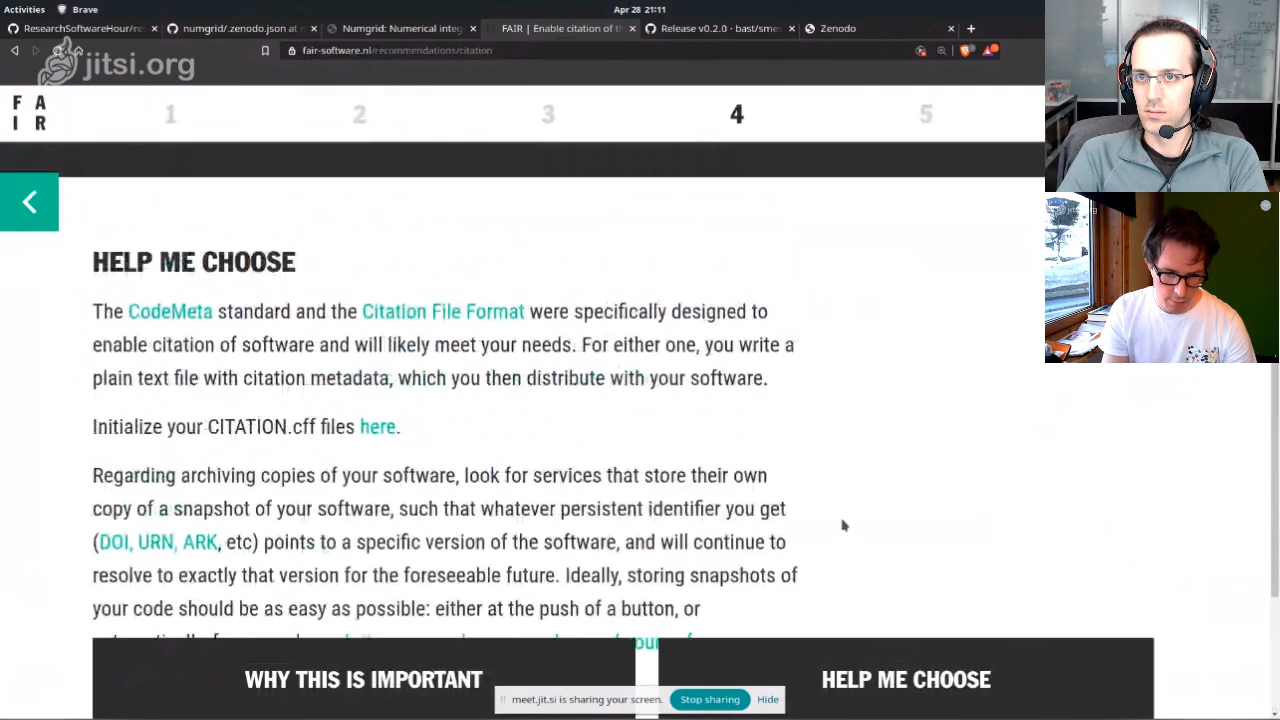 Activities
Brave
Apr 28 21:11
ResearchSoftwareHour/re
numgrid/.zenodo.json at n
Numgrid: Numerical integ
FAIR | Enable citation of th
Release v0.2.0 · bast/smes
Zenodo
fair-software.nl/recommendations/citation
jitsi.org
F A
I R
1
2
3
4
5
HELP ME CHOOSE
The CodeMeta standard and the Citation File Format were specifically designed to
enable citation of software and will likely meet your needs. For either one, you write a
plain text file with citation metadata, which you then distribute with your software.
Initialize your CITATION.cff files here.
Regarding archiving copies of your software, look for services that store their own
copy of a snapshot of your software, such that whatever persistent identifier you get
(DOI, URN, ARK, etc) points to a specific version of the software, and will continue to
resolve to exactly that version for the foreseeable future. Ideally, storing snapshots of
your code should be as easy as possible: either at the push of a button, or
WHY THIS IS IMPORTANT
HELP ME CHOOSE
meet.jit.si is sharing your screen.
Stop sharing
Hide
jitsi.org